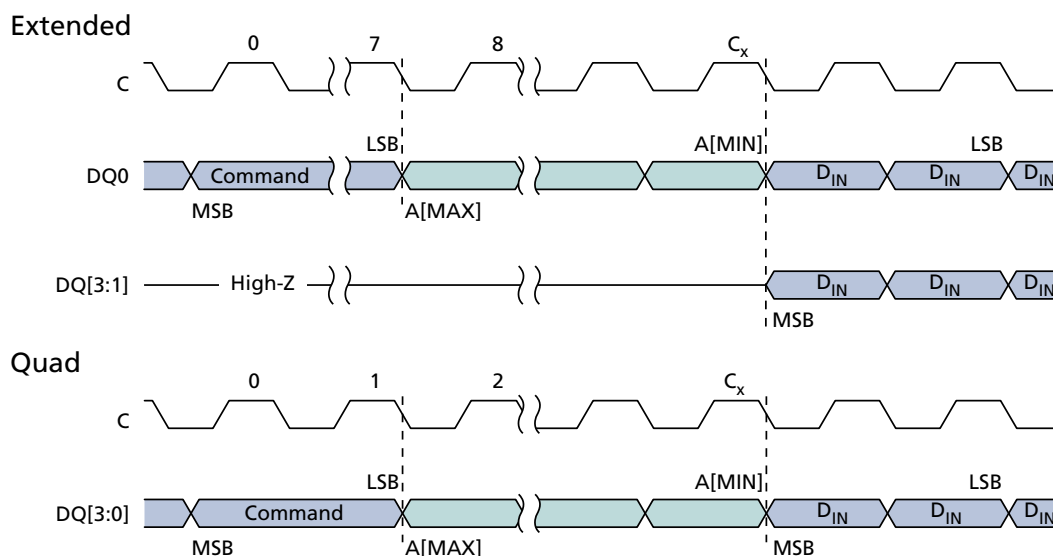 Extended
0 7 8 Cx
C
LSB A[MIN] LSB
DQ0 Command DIN DIN DIN
MSB A[MAX]
DQ[3:1] High-Z DIN DIN DIN
MSB
Quad
0 1 2 Cx
C
LSB A[MIN] LSB
DQ[3:0] Command DIN DIN DIN
MSB A[MAX] MSB